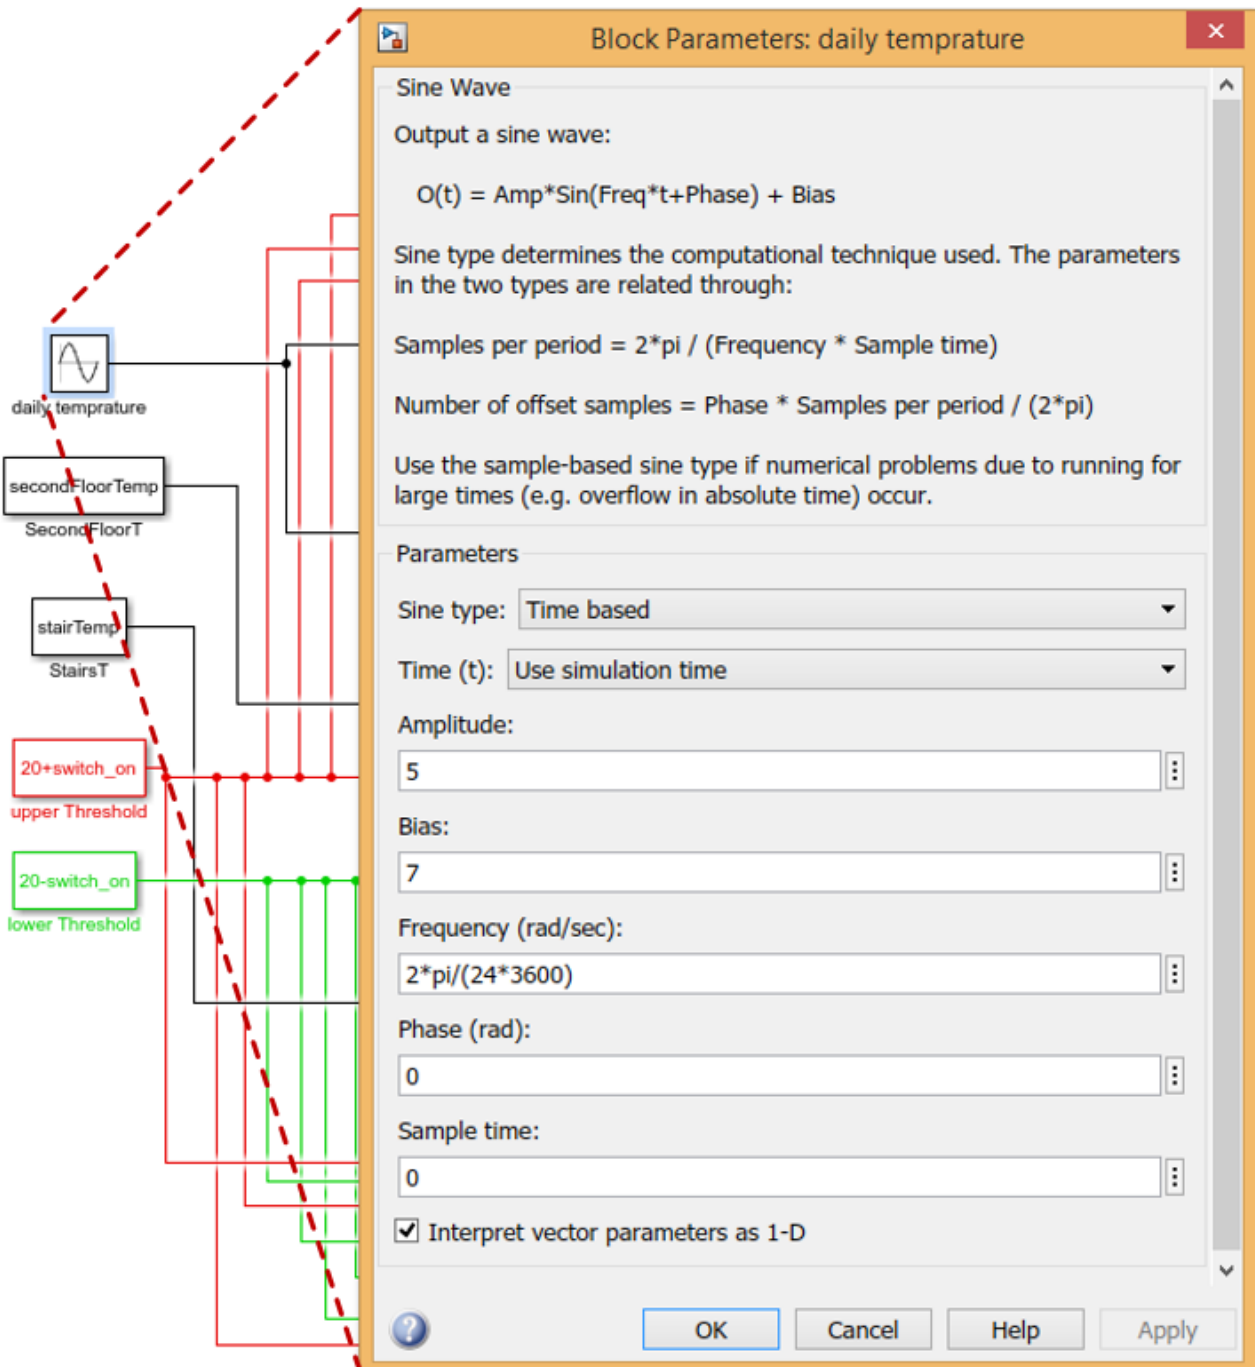 Block Parameters: daily temprature
Sine Wave
Output a sine wave:
O(t) = Amp*Sin(Freq*t+Phase) + Bias
Sine type determines the computational technique used. The parameters
in the two types are related through:
Samples per period = 2*pi / (Frequency * Sample time)
Number of offset samples = Phase * Samples per period / (2*pi)
Use the sample-based sine type if numerical problems due to running for
large times (e.g. overflow in absolute time) occur.
Parameters
Sine type: Time based
Time (t): Use simulation time
Amplitude:
5
Bias:
7
Frequency (rad/sec):
2*pi/(24*3600)
Phase (rad):
0
Sample time:
0
Interpret vector parameters as 1-D
OK Cancel Help Apply
daily temprature
secondFloorTemp
SecondFloorT
stairTemp
StairsT
20+switch_on
upper Threshold
20-switch_on
lower Threshold